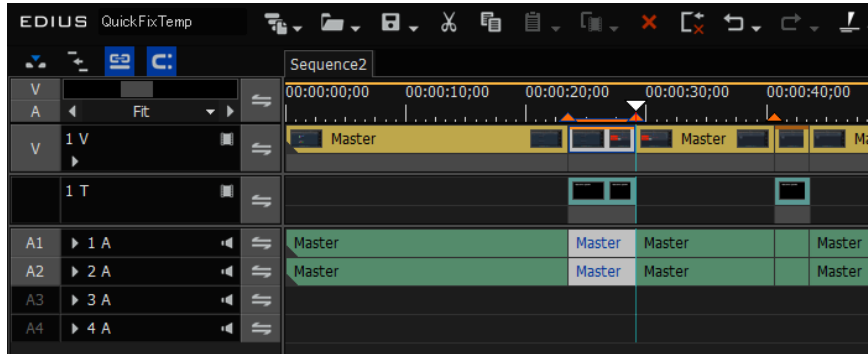 EDIUS QuickFixTemp
Sequence2
V
A
Fit
00:00:00;00 00:00:10;00 00:00:20;00 00:00:30;00 00:00:40;00
V 1 V Master Master Ma
1 T
A1 1 A Master Master Master Master
A2 2 A Master Master Master Master
A3 3 A
A4 4 A